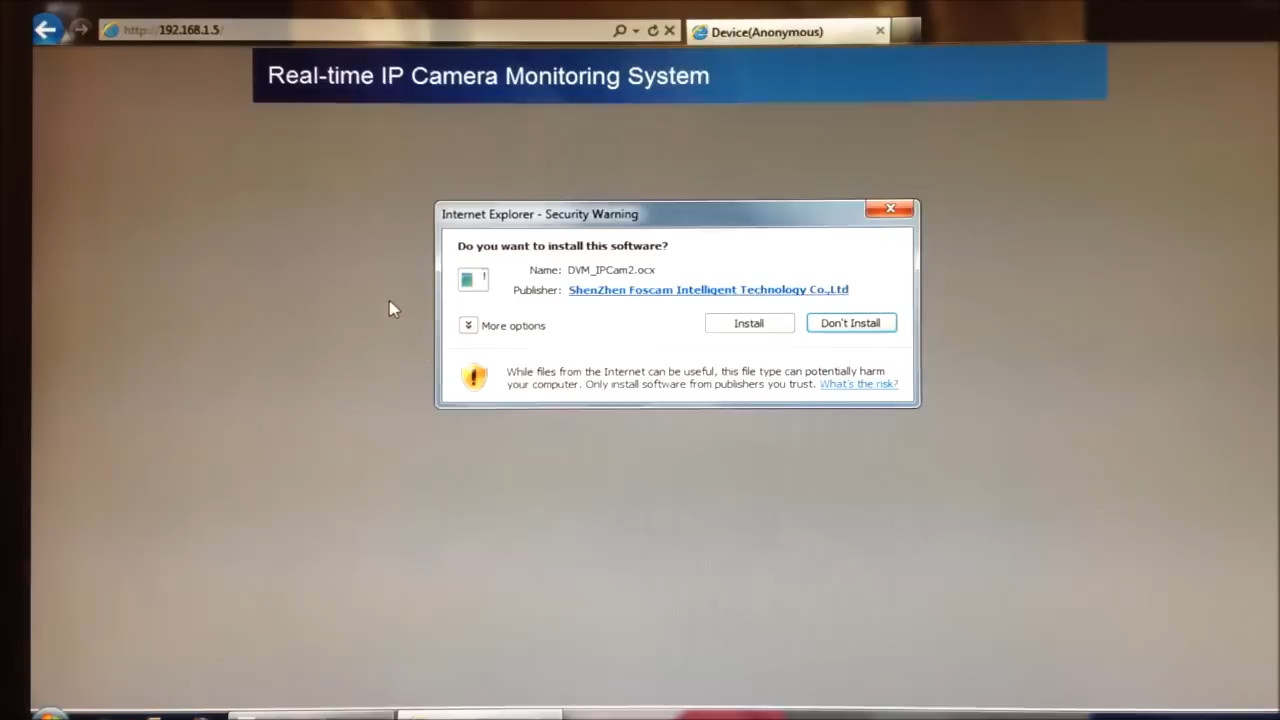 http://192.168.1.5/
Device(Anonymous)
Real-time IP Camera Monitoring System
Internet Explorer - Security Warning
Do you want to install this software?
Name: DVM_IPCam2.ocx
Publisher: ShenZhen Foscam Intelligent Technology Co.,Ltd
More options
Install
Don't Install
While files from the Internet can be useful, this file type can potentially harm
your computer. Only install software from publishers you trust. What's the risk?